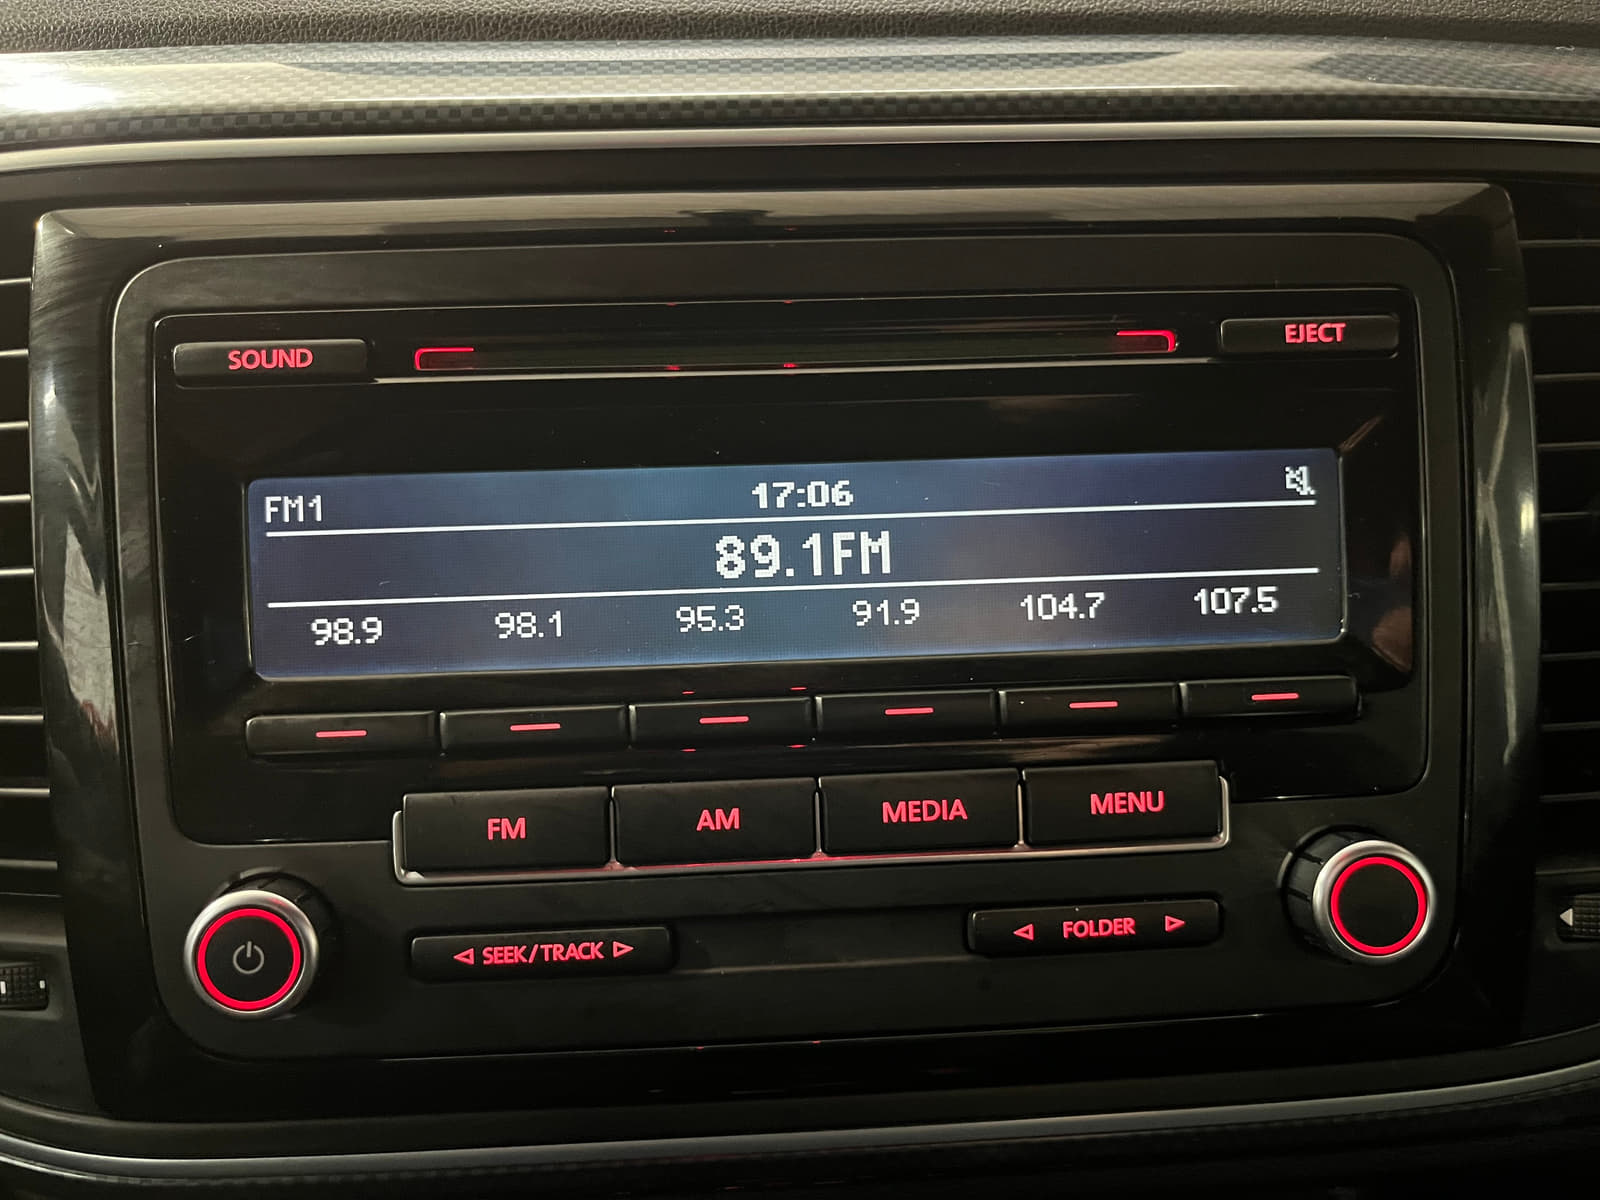 SOUND
EJECT
FM1 17:06
89.1FM
98.9 98.1 95.3 91.9 104.7 107.5
FM AM MEDIA MENU
SEEK/TRACK
FOLDER